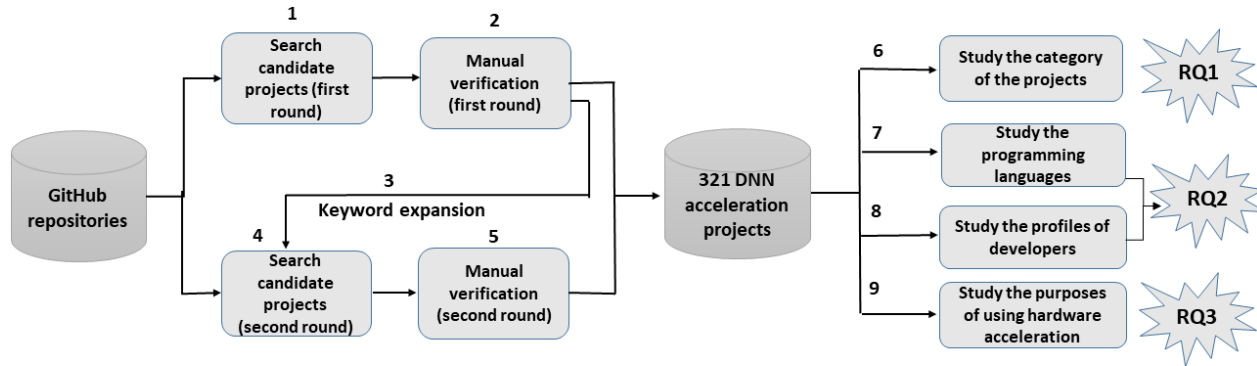 GitHub
repositories
1
Search
candidate
projects (first
round)
2
Manual
verification
(first round)
3
Keyword expansion
4
Search
candidate
projects
(second round)
5
Manual
verification
(second round)
321 DNN
acceleration
projects
6
Study the category
of the projects
RQ1
7
Study the
programming
languages
8
Study the profiles of
developers
RQ2
9
Study the purposes
of using hardware
acceleration
RQ3